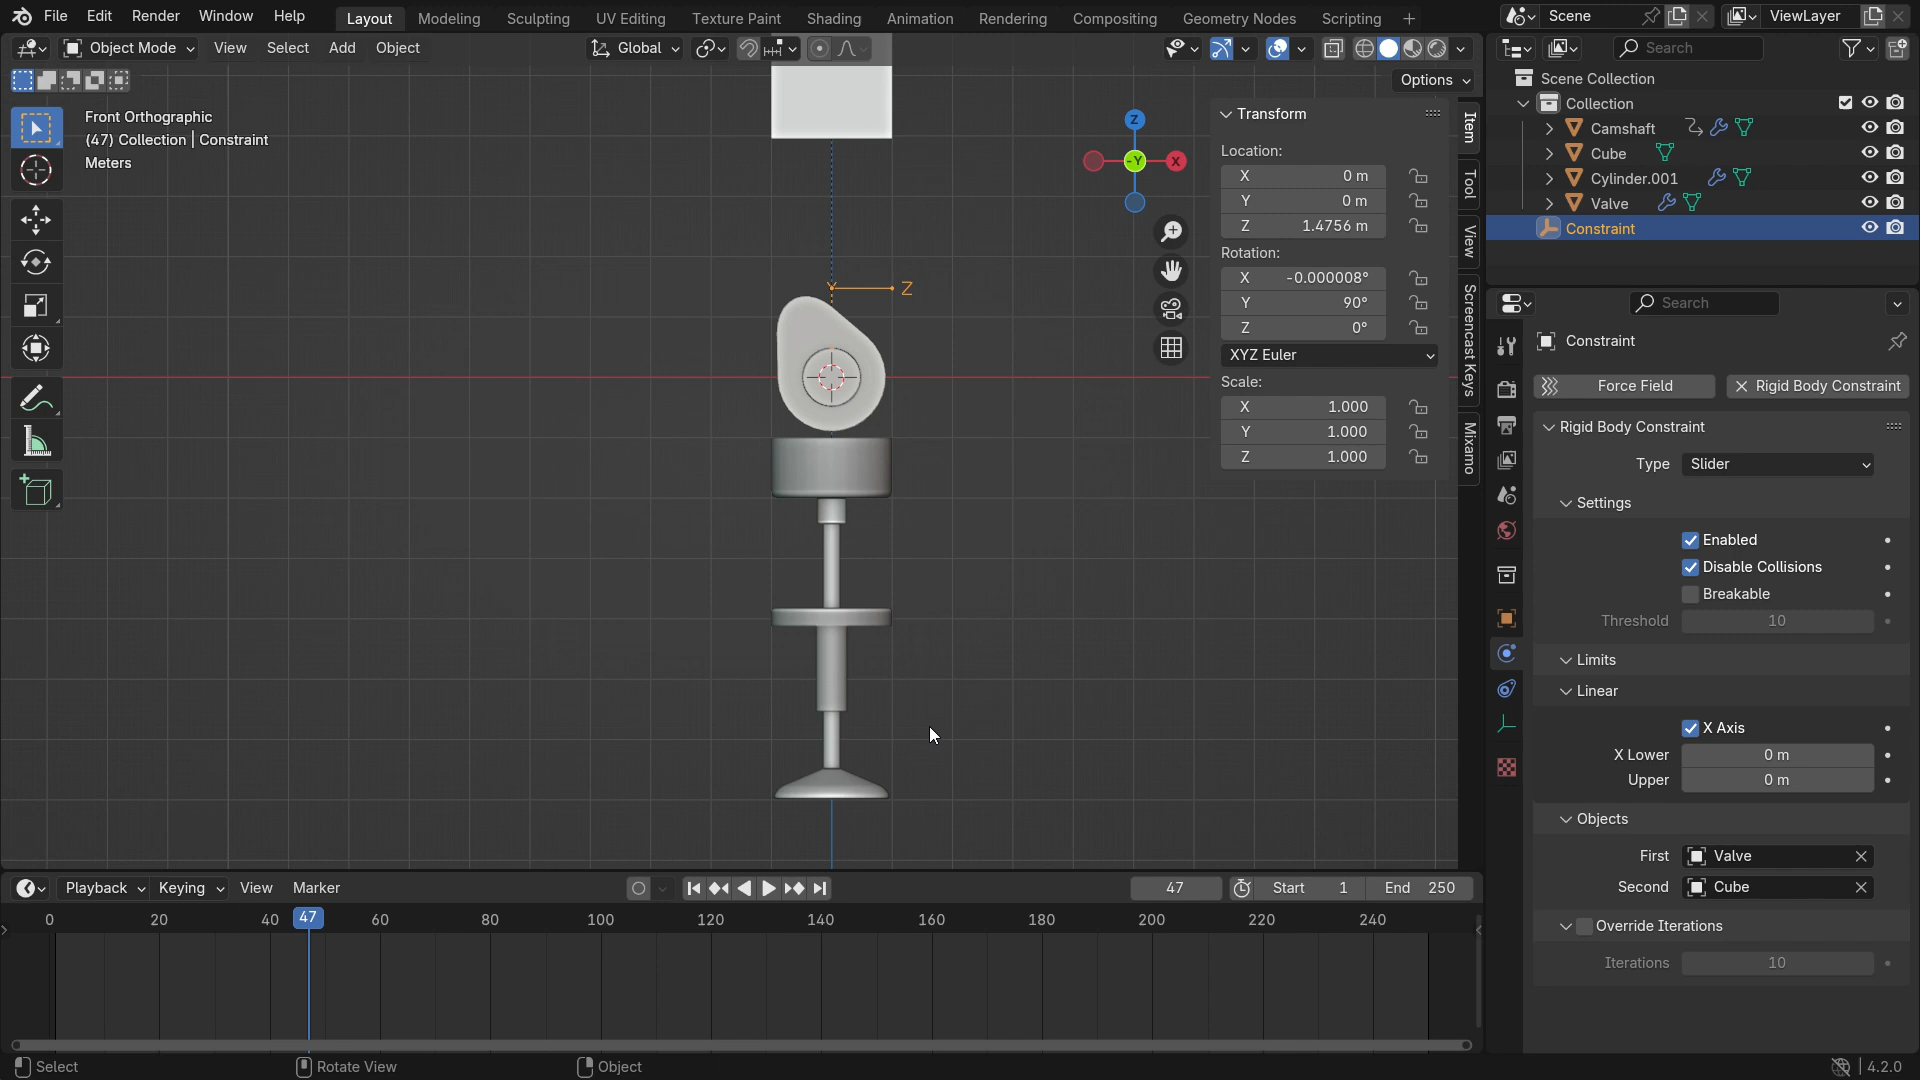 File Edit Render Window Help Layout Modeling Sculpting UV Editing Texture Paint Shading Animation Rendering Compositing Geometry Nodes Scripting + Scene ViewLayer
Object Mode View Select Add Object Global Search
Options
Front Orthographic
(47) Collection | Constraint
Meters
Z
-Y
X
Z
Transform
Location:
X 0 m
Y 0 m
Z 1.4756 m
Rotation:
X -0.000008°
Y 90°
Z 0°
XYZ Euler
Scale:
X 1.000
Y 1.000
Z 1.000
Item
Tool
View
Screencast Keys
Mixamo
Scene Collection
Collection
Camshaft
Cube
Cylinder.001
Valve
Constraint
Search
Constraint
Force Field Rigid Body Constraint
Rigid Body Constraint
Type Slider
Settings
Enabled
Disable Collisions
Breakable
Threshold 10
Limits
Linear
X Axis
X Lower 0 m
Upper 0 m
Objects
First Valve
Second Cube
Override Iterations
Iterations 10
Playback Keying View Marker 47 Start 1 End 250
0 20 40 47 60 80 100 120 140 160 180 200 220 240
Select Rotate View Object 4.2.0